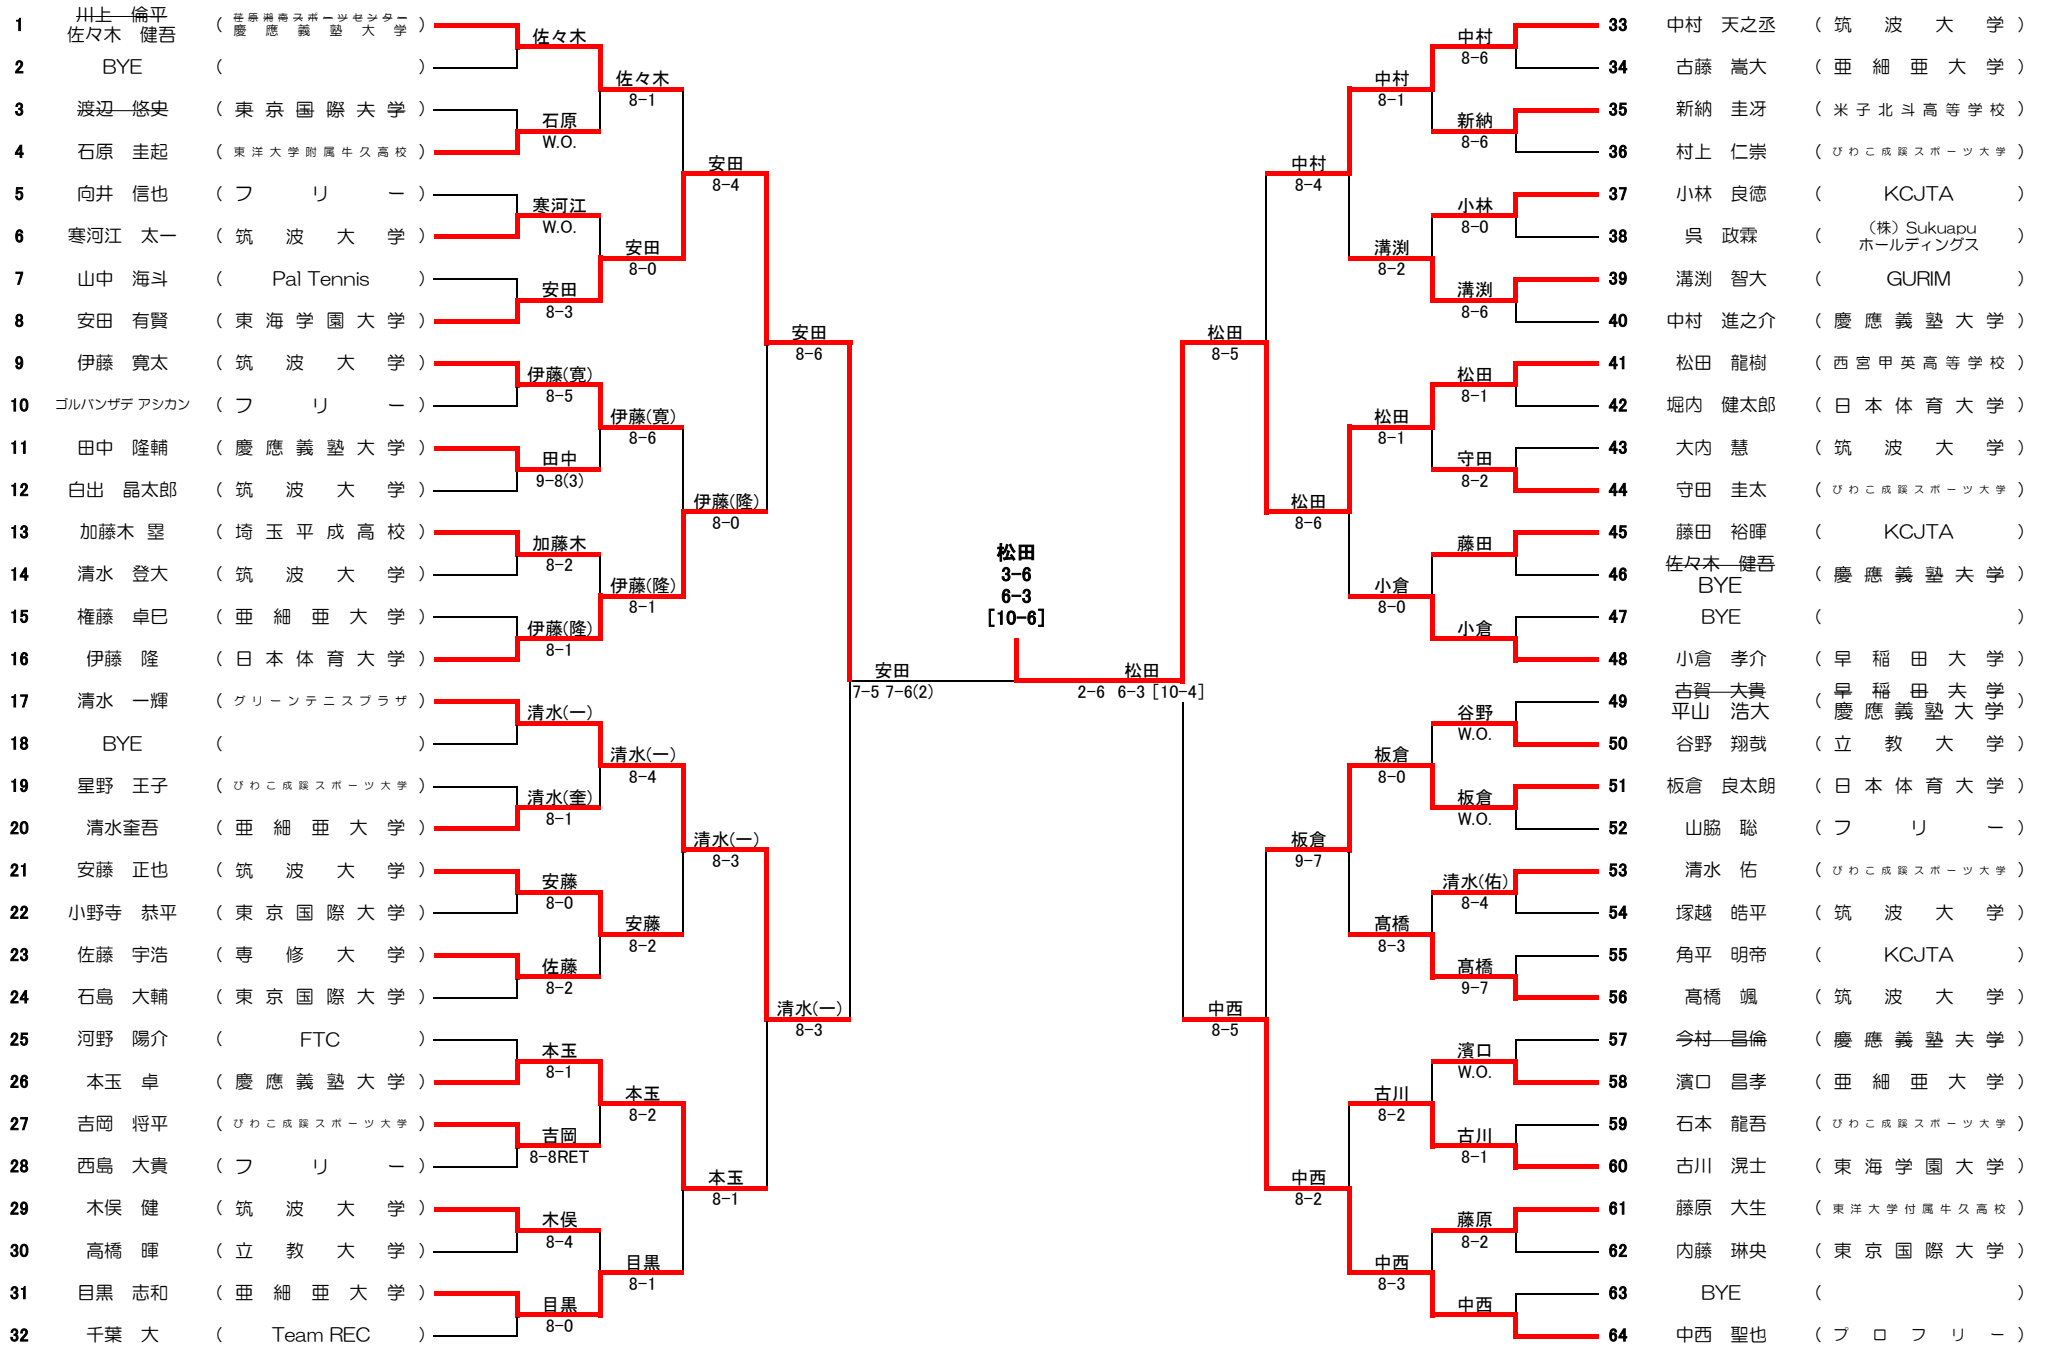 1 川上 倫平 佐々木 健吾 ( 荏原湘南スポーツセンター 慶應義塾大学 )
2 BYE ( )
3 渡辺 悠史 ( 東京国際大学 )
4 石原 圭起 ( 東洋大学附属牛久高校 )
5 向井 信也 ( フリー )
6 寒河江 太一 ( 筑波大学 )
7 山中 海斗 ( Pal Tennis )
8 安田 有賢 ( 東海学園大学 )
9 伊藤 寛太 ( 筑波大学 )
10 ゴルバンザデ アシカン ( フリー )
11 田中 隆輔 ( 慶應義塾大学 )
12 白出 晶太郎 ( 筑波大学 )
13 加藤木 塁 ( 埼玉平成高校 )
14 清水 登大 ( 筑波大学 )
15 権藤 卓巳 ( 亜細亜大学 )
16 伊藤 隆 ( 日本体育大学 )
17 清水 一輝 ( グリーンテニスプラザ )
18 BYE ( )
19 星野 王子 ( びわこ成蹊スポーツ大学 )
20 清水奎吾 ( 亜細亜大学 )
21 安藤 正也 ( 筑波大学 )
22 小野寺 恭平 ( 東京国際大学 )
23 佐藤 宇浩 ( 専修大学 )
24 石島 大輔 ( 東京国際大学 )
25 河野 陽介 ( FTC )
26 本玉 卓 ( 慶應義塾大学 )
27 吉岡 将平 ( びわこ成蹊スポーツ大学 )
28 西島 大貴 ( フリー )
29 木俣 健 ( 筑波大学 )
30 高橋 暉 ( 立教大学 )
31 目黒 志和 ( 亜細亜大学 )
32 千葉 大 ( Team REC )
佐々木
石原
W.O.
寒河江
W.O.
安田
8-3
伊藤(寛)
8-5
田中
9-8(3)
加藤木
8-2
伊藤(隆)
8-1
清水(一)
清水(奎)
8-1
安藤
8-0
佐藤
8-2
本玉
8-1
吉岡
8-8RET
木俣
8-4
目黒
8-0
佐々木
8-1
安田
8-0
伊藤(寛)
8-6
伊藤(隆)
8-1
清水(一)
8-4
安藤
8-2
本玉
8-2
目黒
8-1
安田
8-4
伊藤(隆)
8-0
清水(一)
8-3
本玉
8-1
安田
8-6
清水(一)
8-3
安田
7-5 7-6(2)
松田
3-6
6-3
[10-6]
松田
2-6 6-3 [10-4]
松田
8-5
中西
8-5
中村
8-4
松田
8-6
板倉
9-7
中西
8-2
中村
8-1
溝渕
8-2
松田
8-1
小倉
8-0
板倉
8-0
髙橋
8-3
古川
8-2
中西
8-3
中村
8-6
新納
8-6
小林
8-0
溝渕
8-6
松田
8-1
守田
8-2
藤田
小倉
谷野
W.O.
板倉
W.O.
清水(佑)
8-4
髙橋
9-7
濱口
W.O.
古川
8-1
藤原
8-2
中西
33 中村 天之丞 ( 筑波大学 )
34 古藤 嵩大 ( 亜細亜大学 )
35 新納 圭冴 ( 米子北斗高等学校 )
36 村上 仁崇 ( びわこ成蹊スポーツ大学 )
37 小林 良徳 ( KCJTA )
38 呉 政霖 ( (株) Sukuapu ホールディングス )
39 溝渕 智大 ( GURIM )
40 中村 進之介 ( 慶應義塾大学 )
41 松田 龍樹 ( 西宮甲英高等学校 )
42 堀内 健太郎 ( 日本体育大学 )
43 大内 慧 ( 筑波大学 )
44 守田 圭太 ( びわこ成蹊スポーツ大学 )
45 藤田 裕暉 ( KCJTA )
46 佐々木 健吾 BYE ( 慶應義塾大学 )
47 BYE ( )
48 小倉 孝介 ( 早稲田大学 )
49 古賀 大貴 平山 浩大 ( 早稲田大学 慶應義塾大学 )
50 谷野 翔哉 ( 立教大学 )
51 板倉 良太朗 ( 日本体育大学 )
52 山脇 聡 ( フリー )
53 清水 佑 ( びわこ成蹊スポーツ大学 )
54 塚越 皓平 ( 筑波大学 )
55 角平 明帝 ( KCJTA )
56 髙橋 颯 ( 筑波大学 )
57 今村 昌倫 ( 慶應義塾大学 )
58 濱口 昌孝 ( 亜細亜大学 )
59 石本 龍吾 ( びわこ成蹊スポーツ大学 )
60 古川 滉士 ( 東海学園大学 )
61 藤原 大生 ( 東洋大学付属牛久高校 )
62 内藤 琳央 ( 東京国際大学 )
63 BYE ( )
64 中西 聖也 ( プロフリー )